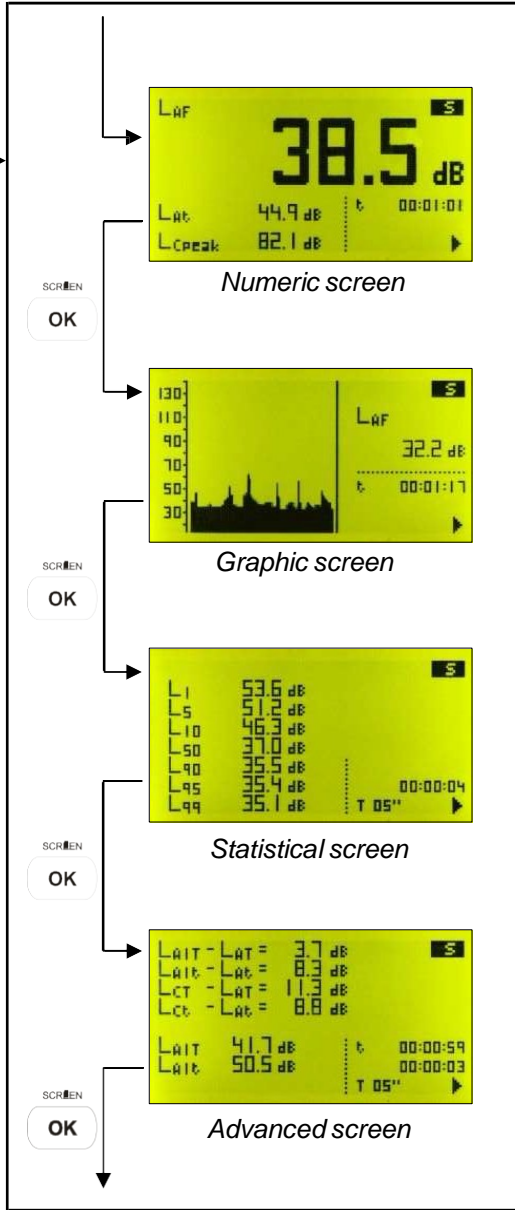 LAF S
38.5 dB
LAt 44.9 dB t 00:01:01
LCpeak 82.1 dB
Numeric screen
SCREEN
OK
130 S
110 LAF
90 32.2 dB
70
50 t 00:01:17
30
Graphic screen
SCREEN
OK
S
L1 53.6 dB
L5 51.2 dB
L10 46.3 dB
L50 37.0 dB
L90 35.5 dB
L95 35.4 dB 00:00:04
L99 35.1 dB T 05"
Statistical screen
SCREEN
OK
LAIT - LAT = 3.7 dB S
LAIt - LAt = 8.3 dB
LCT - LAT = 11.3 dB
LCt - LAt = 8.8 dB
LAIT 41.7 dB t 00:00:59
LAIt 50.5 dB 00:00:03
T 05"
Advanced screen
SCREEN
OK